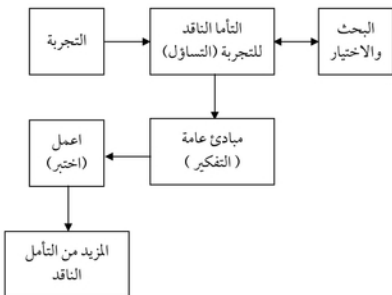 البحث
والاختيار
التأما الناقد
للتجربة (التساؤل)
التجربة
مبادئ عامة
(التفكير)
اعمل
(اختبر)
المزيد من التأمل
الناقد